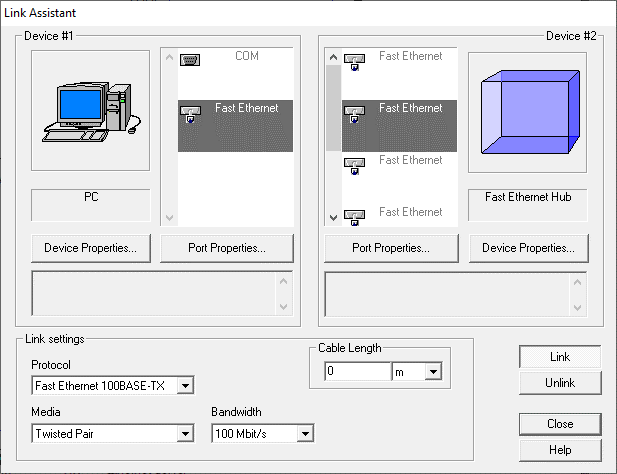 Link Assistant
Device #1
Device #2
COM
Fast Ethernet
Fast Ethernet
Fast Ethernet
Fast Ethernet
Fast Ethernet
PC
Fast Ethernet Hub
Device Properties...
Port Properties...
Port Properties...
Device Properties...
Link settings
Protocol
Fast Ethernet 100BASE-TX
Cable Length
0
m
Media
Twisted Pair
Bandwidth
100 Mbit/s
Link
Unlink
Close
Help